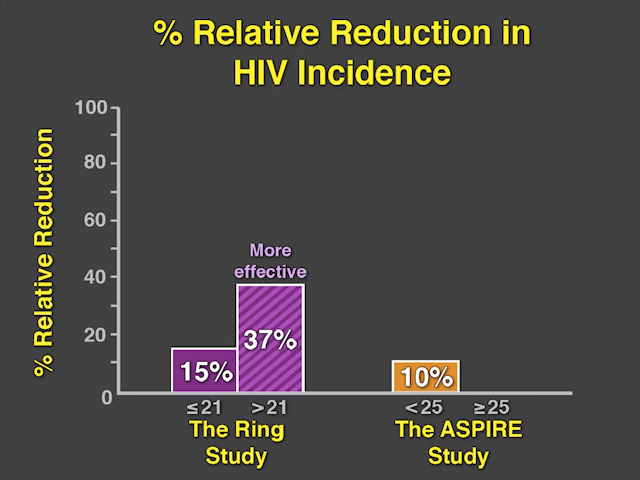 % Relative Reduction in
HIV Incidence
% Relative Reduction
100
80
60
40
20
0
More
effective
15%
37%
10%
≤21 >21
<25 ≥25
The Ring
Study
The ASPIRE
Study